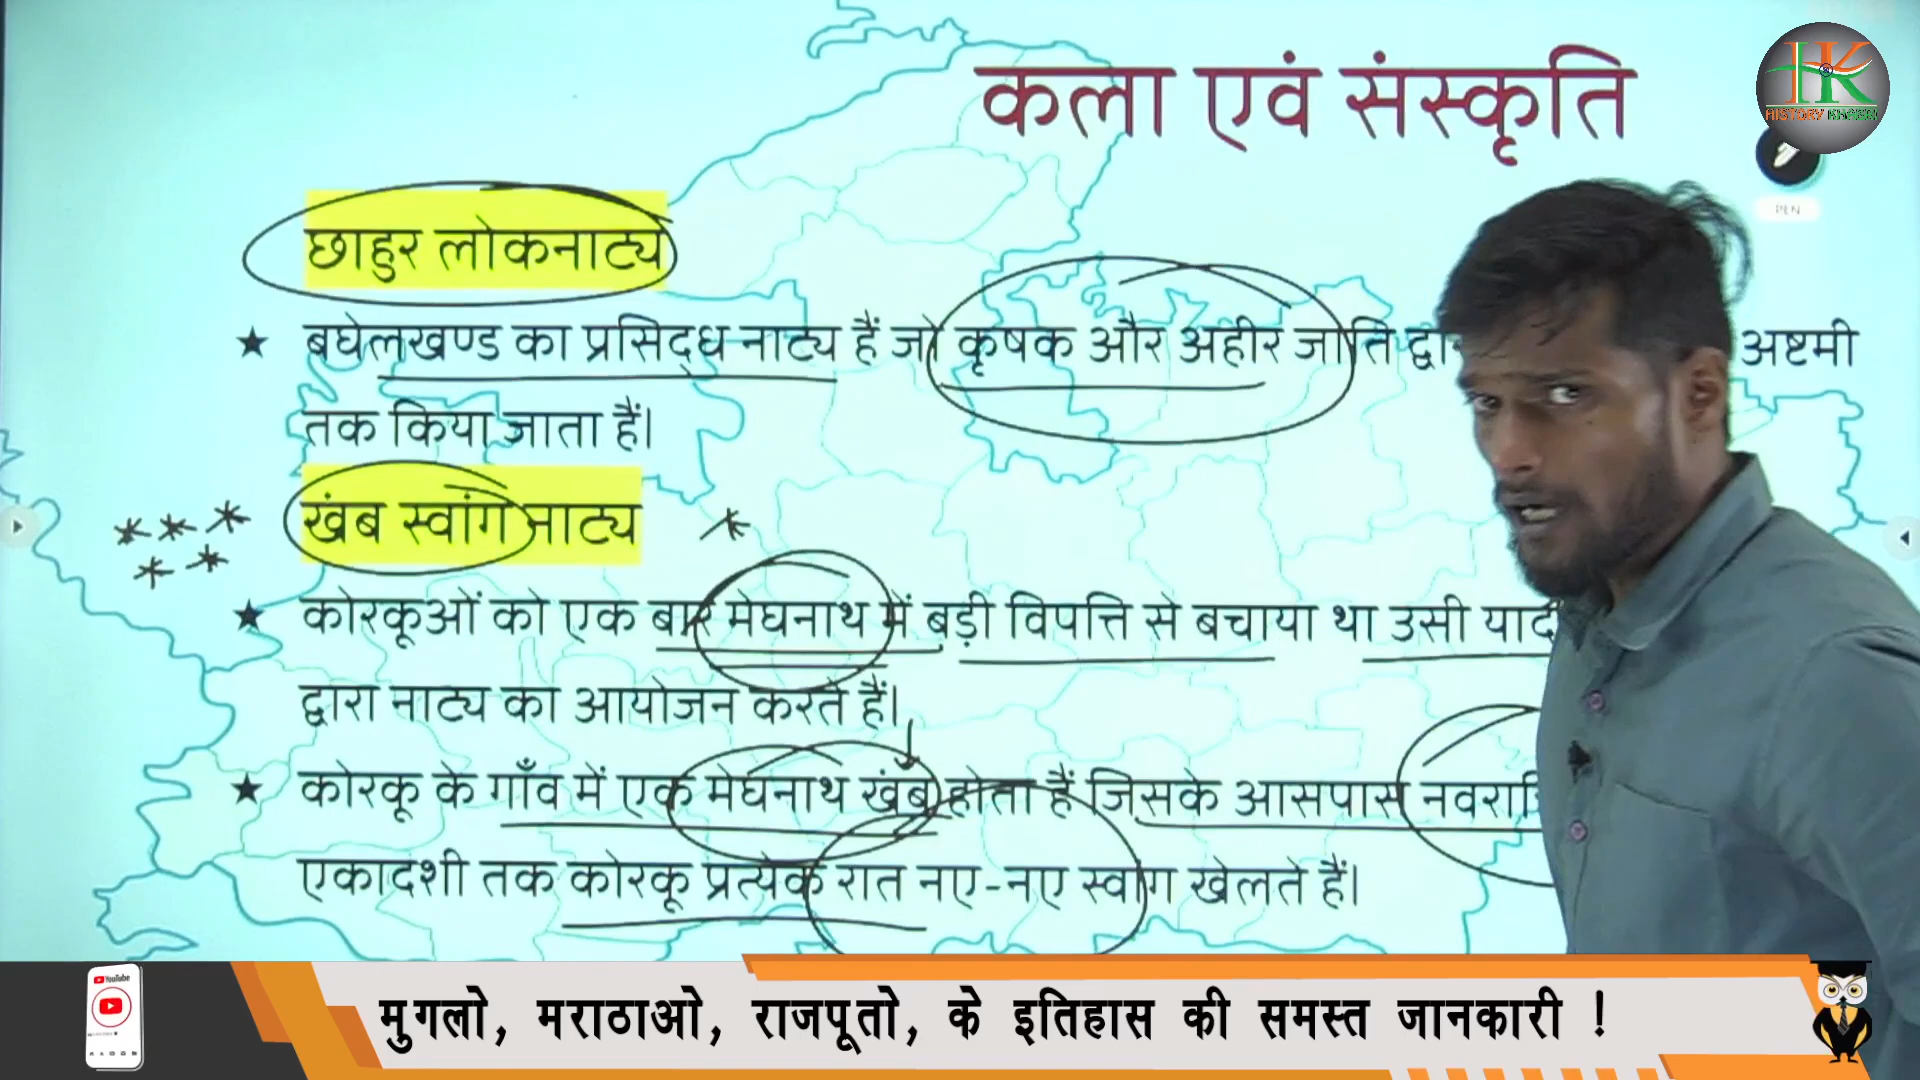 कला एवं संस्कृति
HK
HISTORY
PEN
छाहुर लोकनाट्य
★ बघेलखण्ड का प्रसिद्ध नाट्य हैं जो कृषक और अहीर जाति अष्टमी
तक किया जाता हैं।
खंब स्वांग नाट्य
★ कोरकूओं को एक बार मेघनाथ में बड़ी विपत्ति से बचाया था उसी याद
द्वारा नाट्य का आयोजन करते हैं।
★ कोरकू के गाँव में एक मेघनाथ खंब होता हैं जिसके आसपास
एकादशी तक कोरकू प्रत्येक रात नए-नए स्वांग खेलते हैं।
YouTube
मुगलो, मराठाओ, राजपूतो, के इतिहास की समस्त जानकारी !